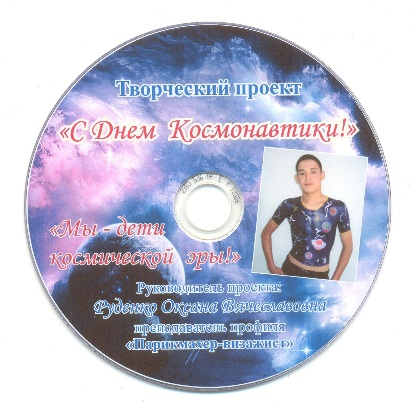 Творческий проект
«С Днем Космонавтики!»
«Мы - дети
космической эры!»
Руководитель проекта:
Руденко Оксана Вячеславовна
преподаватель профиля
«Парикмахер-визажист»